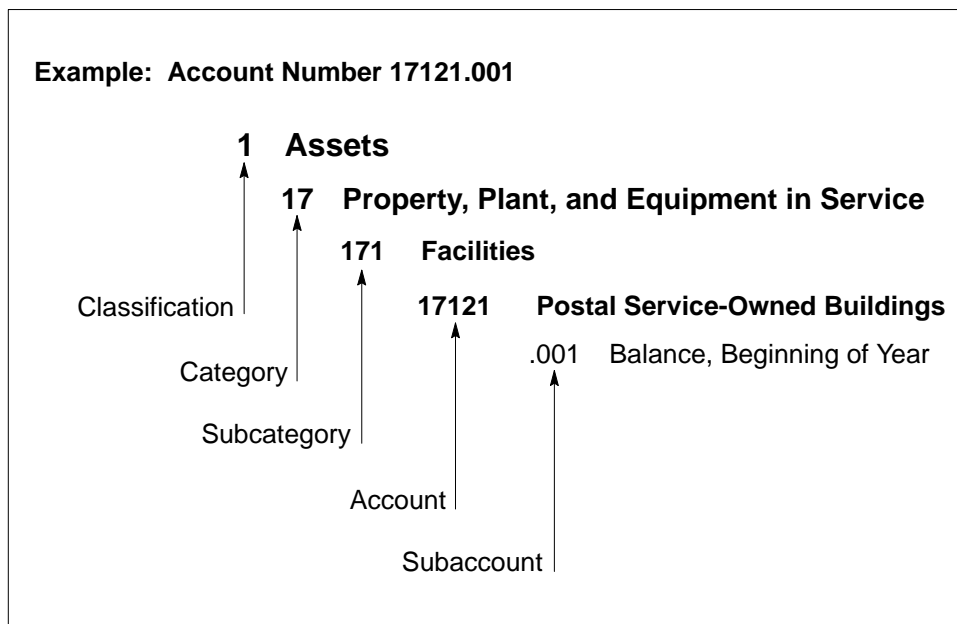 Example: Account Number 17121.001
1 Assets
17 Property, Plant, and Equipment in Service
171 Facilities
Classification
17121 Postal Service-Owned Buildings
.001 Balance, Beginning of Year
Category
Subcategory
Account
Subaccount